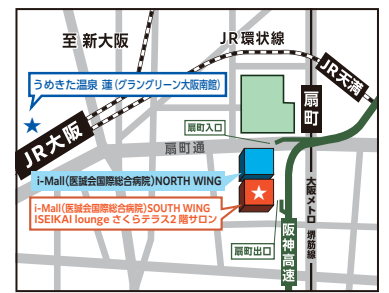 至 新大阪
JR環状線
うめきた温泉 蓮(グラングリーン大阪南館)
JR天満
JR大阪
扇町
扇町入口
扇町通
i-Mall(医誠会国際総合病院)NORTH WING
i-Mall(医誠会国際総合病院)SOUTH WING
ISEIKAI lounge さくらテラス2階サロン
大阪メトロ 堺筋線
扇町出口
阪神高速